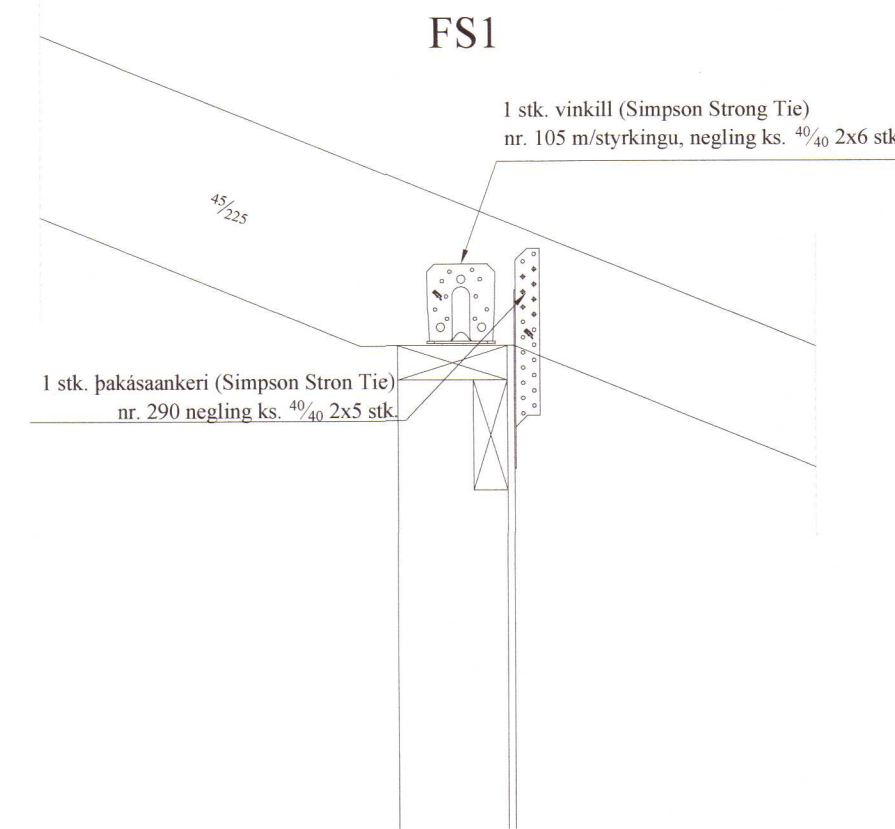 FS1
1 stk. vinkill (Simpson Strong Tie)
nr. 105 m/styrkingu, negling ks. 40/40 2x6 stk
45/225
1 stk. þakásaankeri (Simpson Stron Tie)
nr. 290 negling ks. 40/40 2x5 stk.